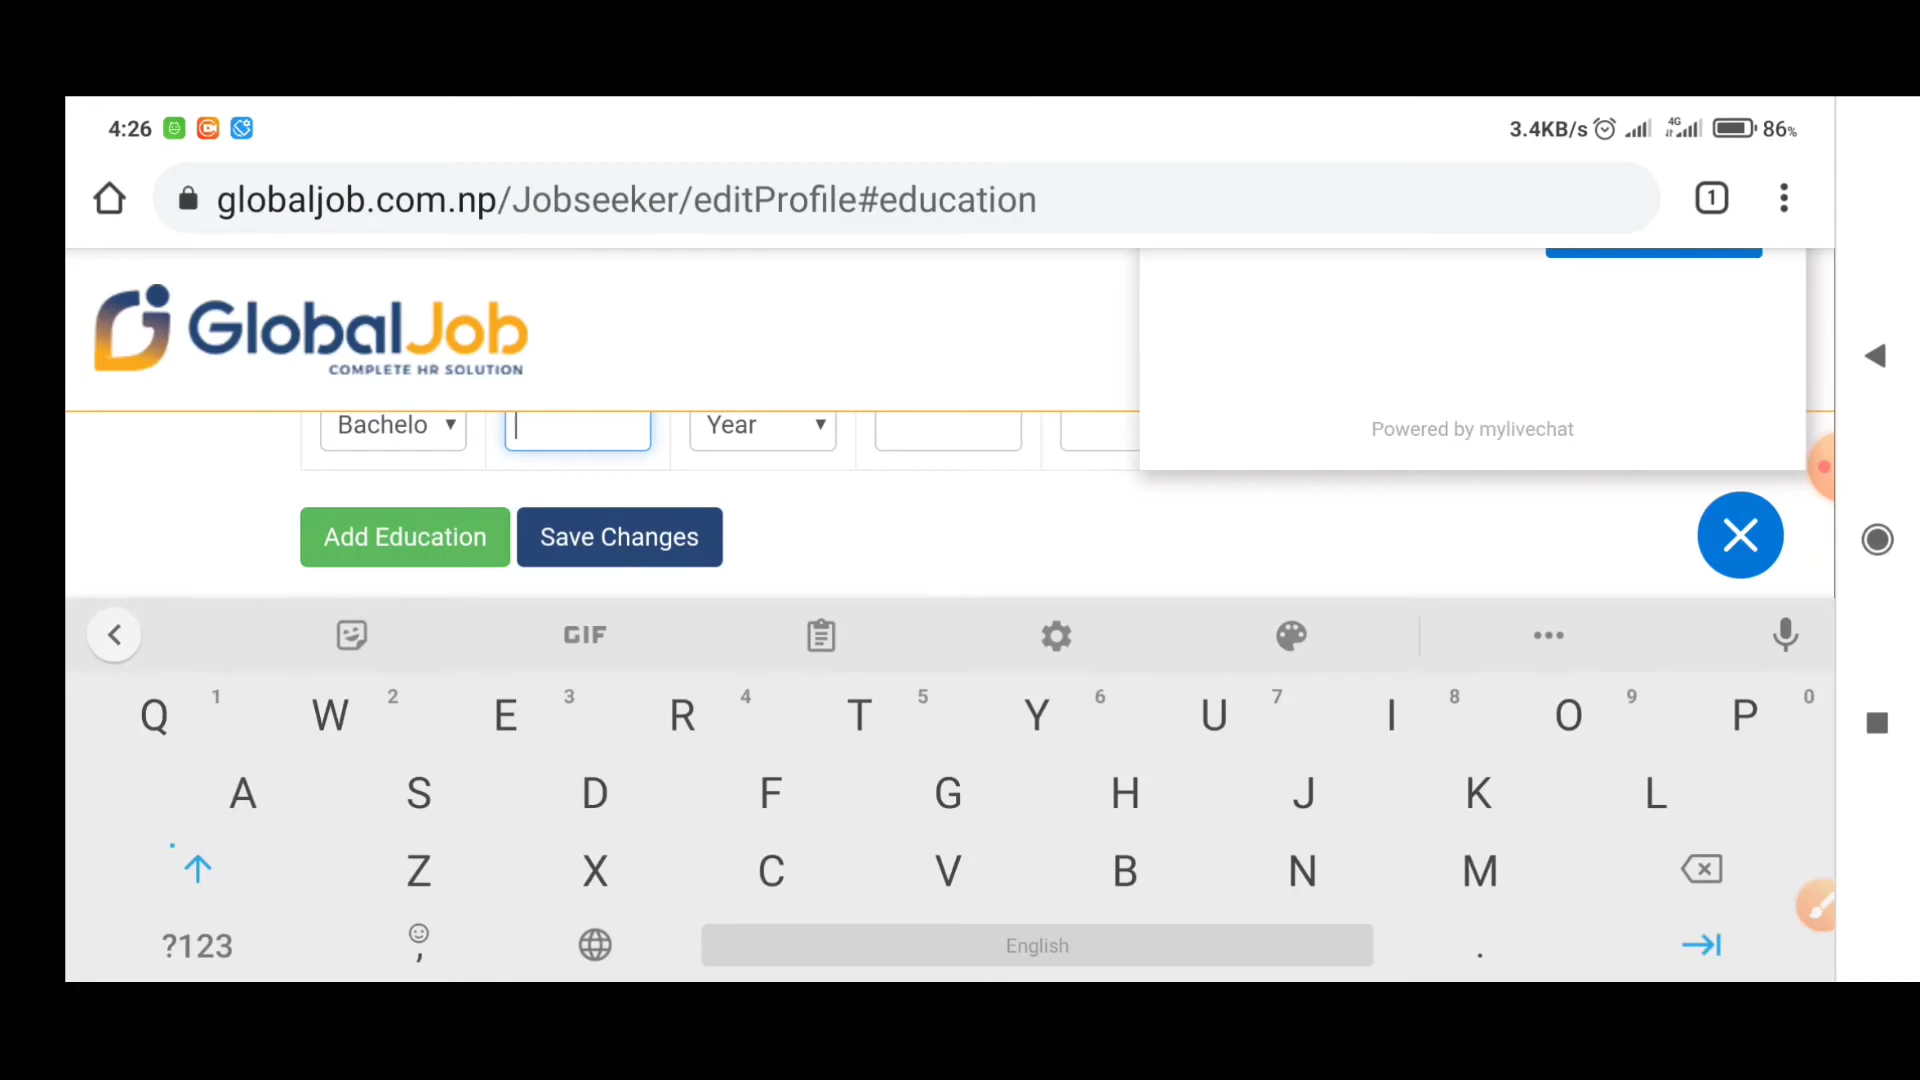 4:26
3.4KB/s 4G 86%
globaljob.com.np/Jobseeker/editProfile#education
1
GlobalJob
COMPLETE HR SOLUTION
Bachelo
Year
Powered by mylivechat
Add Education
Save Changes
GIF
Q 1 W 2 E 3 R 4 T 5 Y 6 U 7 I 8 O 9 P 0
A S D F G H J K L
Z X C V B N M
?123 , English .